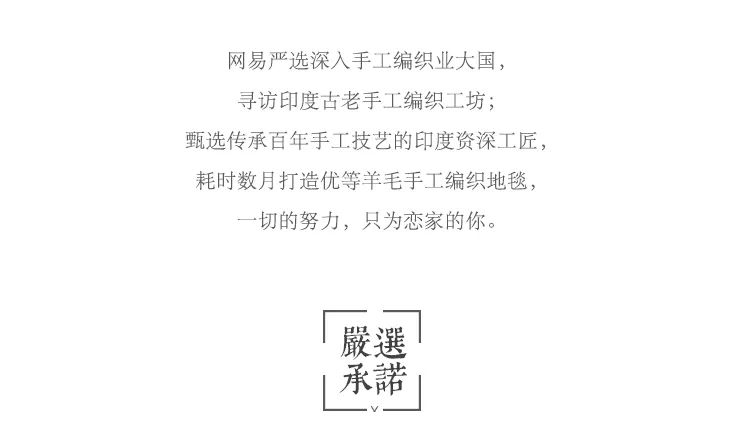 网易严选深入手工编织业大国，
寻访印度古老手工编织工坊；
甄选传承百年手工技艺的印度资深工匠，
耗时数月打造优等羊毛手工编织地毯，
一切的努力，只为恋家的你。
嚴選
承諾